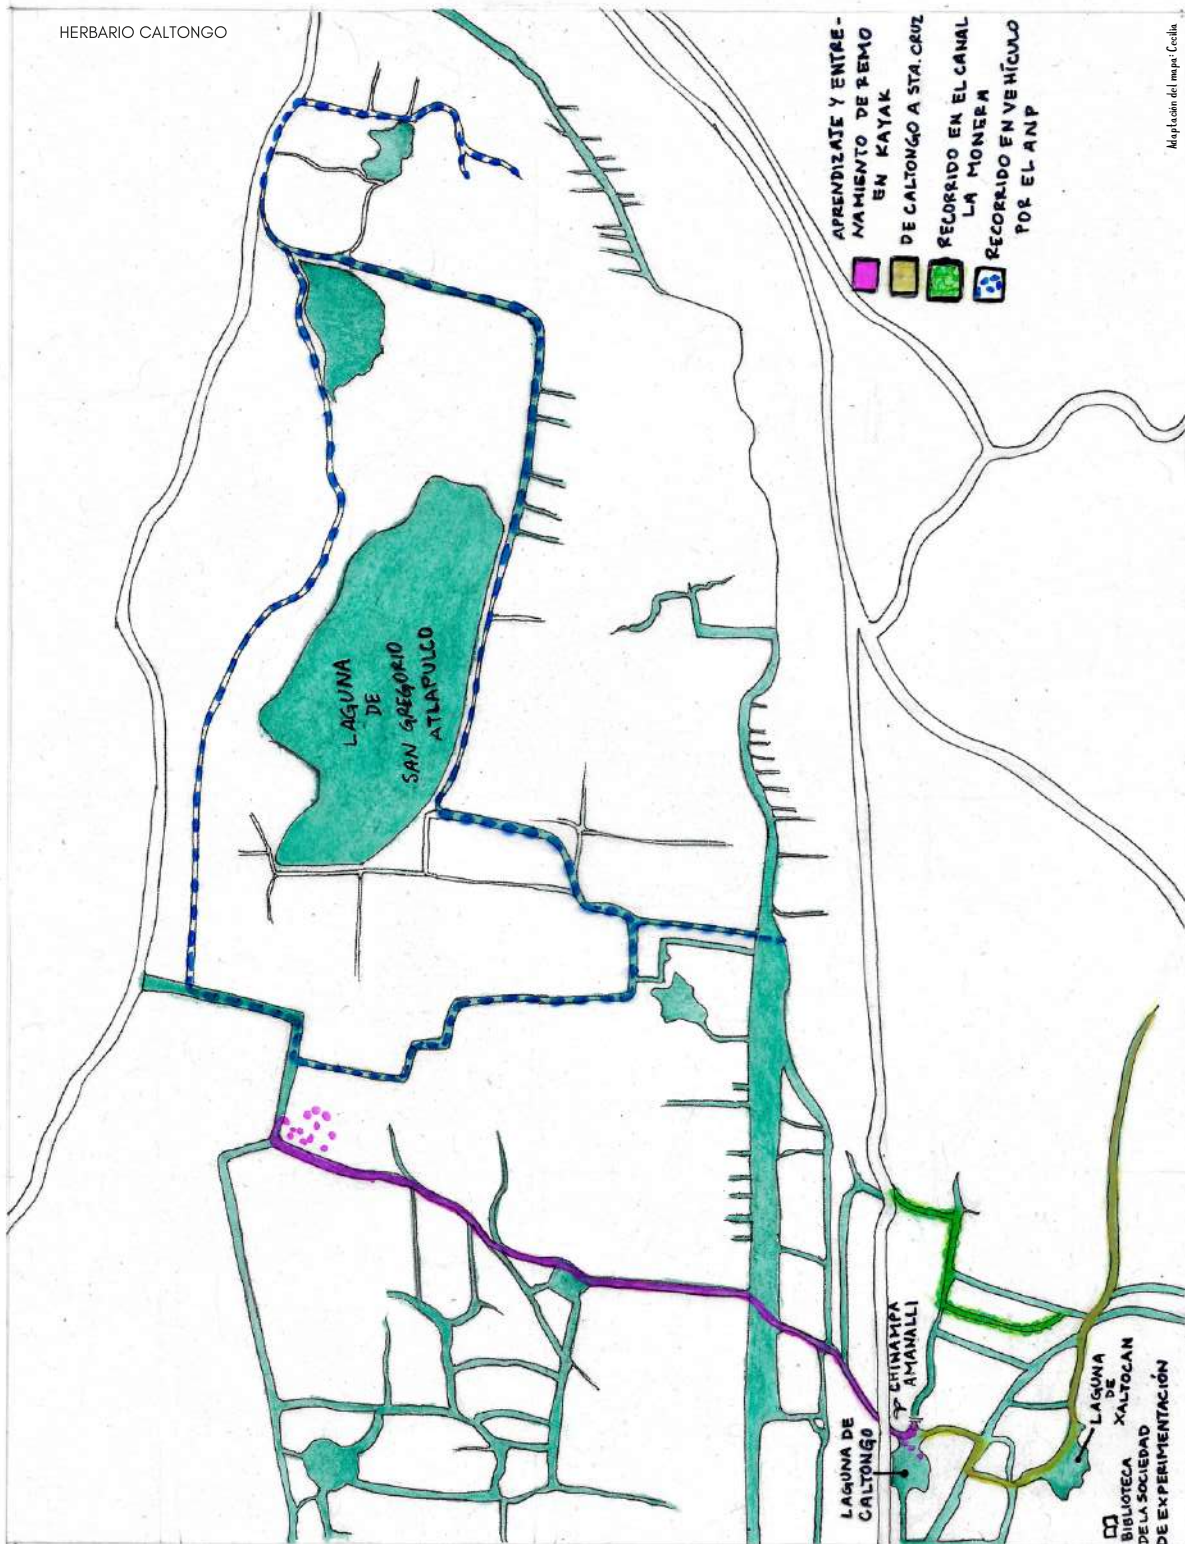 HERBARIO CALTONGO
Adaptación del mapa: Cecilia
APRENDIZAJE Y ENTRE-
NAMIENTO DE REMO
EN KAYAK
DE CALTONGO A STA. CRUZ
RECORRIDO EN EL CANAL
LA MONERA
RECORRIDO EN VEHÍCULO
POR EL ANP
LAGUNA
DE
SAN GREGORIO
ATLAPULCO
LAGUNA DE
CALTONGO
CHINAMPA
AMANALLI
LAGUNA
DE
XALTOCAN
BIBLIOTECA
DE LA SOCIEDAD
DE EXPERIMENTACIÓN